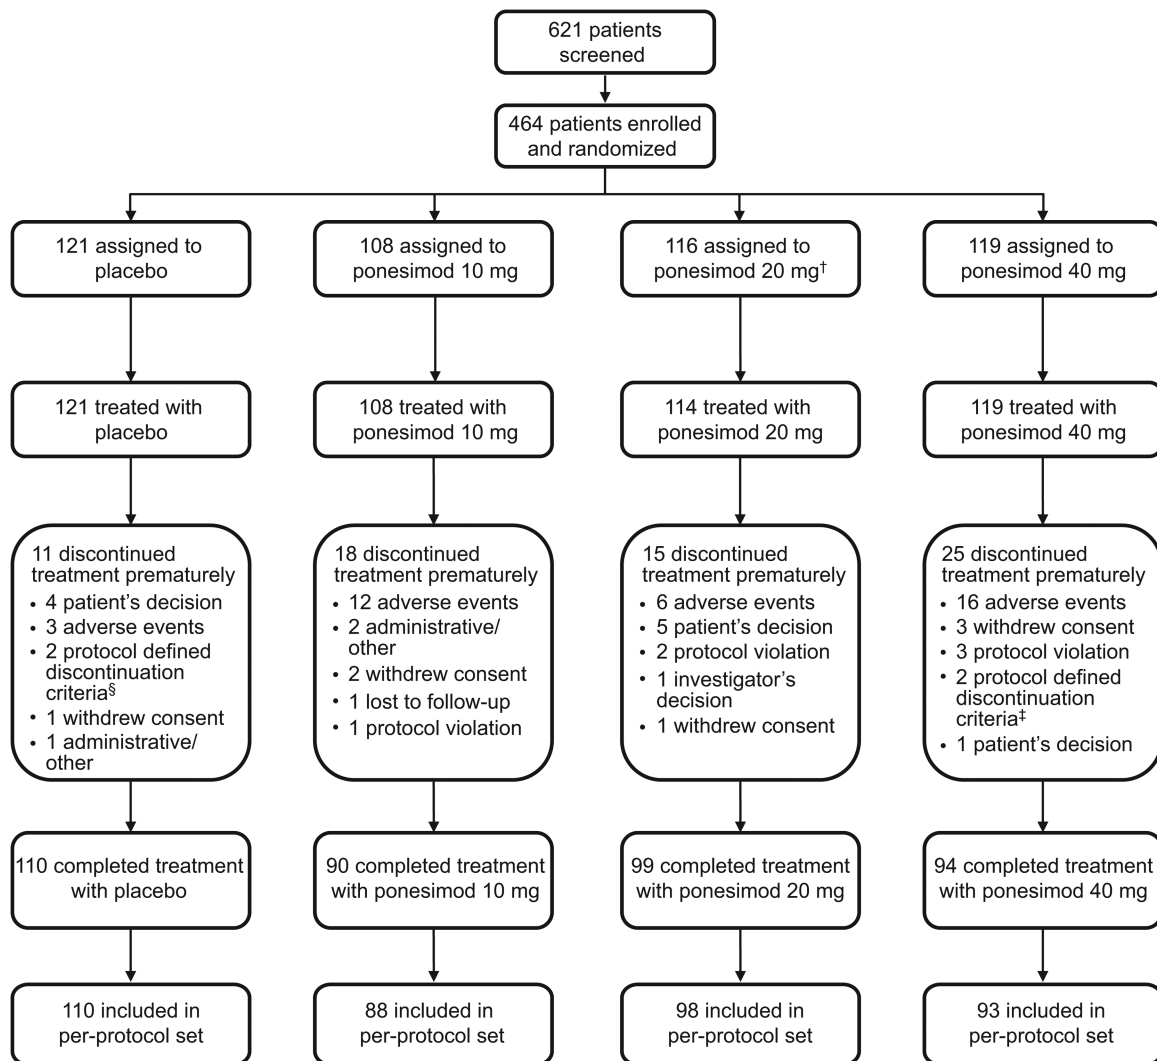 621 patients
screened
464 patients enrolled
and randomized
121 assigned to
placebo
108 assigned to
ponesimod 10 mg
116 assigned to
ponesimod 20 mg†
119 assigned to
ponesimod 40 mg
121 treated with
placebo
108 treated with
ponesimod 10 mg
114 treated with
ponesimod 20 mg
119 treated with
ponesimod 40 mg
11 discontinued
treatment prematurely
• 4 patient's decision
• 3 adverse events
• 2 protocol defined
discontinuation
criteria§
• 1 withdrew consent
• 1 administrative/
other
18 discontinued
treatment prematurely
• 12 adverse events
• 2 administrative/
other
• 2 withdrew consent
• 1 lost to follow-up
• 1 protocol violation
15 discontinued
treatment prematurely
• 6 adverse events
• 5 patient's decision
• 2 protocol violation
• 1 investigator's
decision
• 1 withdrew consent
25 discontinued
treatment prematurely
• 16 adverse events
• 3 withdrew consent
• 3 protocol violation
• 2 protocol defined
discontinuation
criteria‡
• 1 patient's decision
110 completed treatment
with placebo
90 completed treatment
with ponesimod 10 mg
99 completed treatment
with ponesimod 20 mg
94 completed treatment
with ponesimod 40 mg
110 included in
per-protocol set
88 included in
per-protocol set
98 included in
per-protocol set
93 included in
per-protocol set